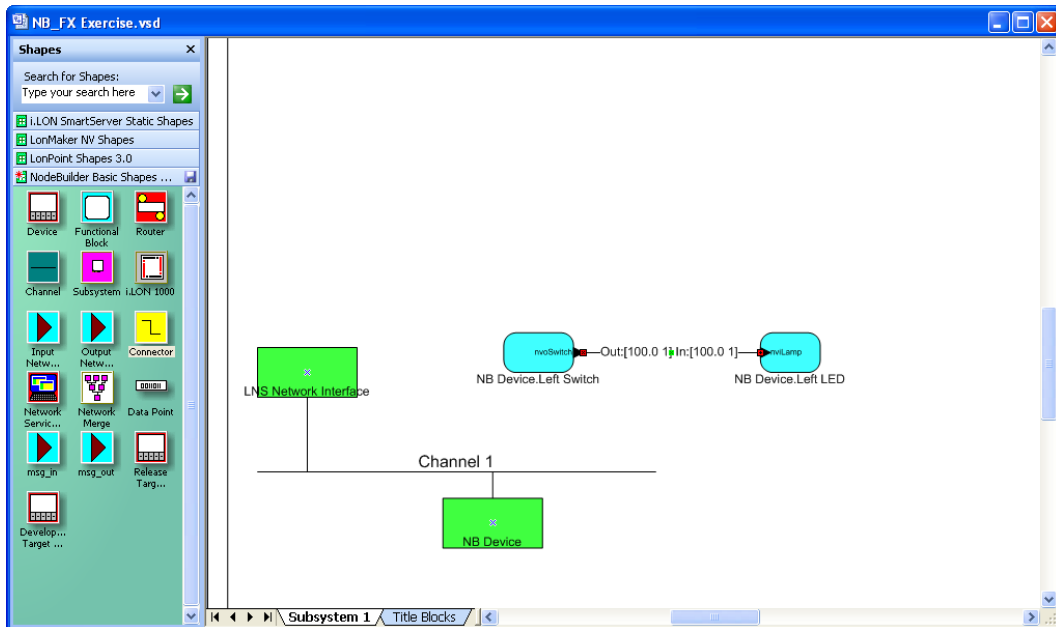 NB_FX Exercise.vsd
Shapes
Search for Shapes:
Type your search here
i.LON SmartServer Static Shapes
LonMaker NV Shapes
LonPoint Shapes 3.0
NodeBuilder Basic Shapes ...
Device
Functional
Block
Router
Channel
Subsystem
i.LON 1000
Input
Netw...
Output
Netw...
Connector
Network
Servic...
Network
Merge
Data Point
msg_in
msg_out
Release
Targ...
Develop...
Target ...
nvoSwitch
Out:[100.0 1]
In:[100.0 1]
nviLamp
NB Device.Left Switch
NB Device.Left LED
LNS Network Interface
Channel 1
NB Device
Subsystem 1
Title Blocks